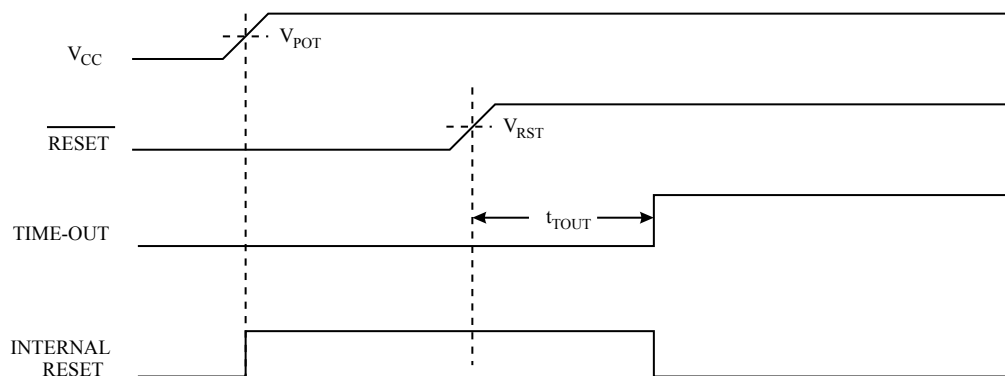 V_CC
V_POT
RESET
V_RST
TIME-OUT
t_TOUT
INTERNAL
RESET